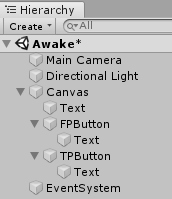 Hierarchy
Create All
Awake*
Main Camera
Directional Light
Canvas
Text
FPButton
Text
TPButton
Text
EventSystem